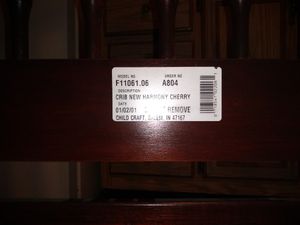 MODEL NO ORDER NO
F11061.06 A804
DESCRIPTION
CRIB NEW HARMONY CHERRY
DATE
01/02/01 REMOVE
CHILD CRAFT, SALEM, IN 47167